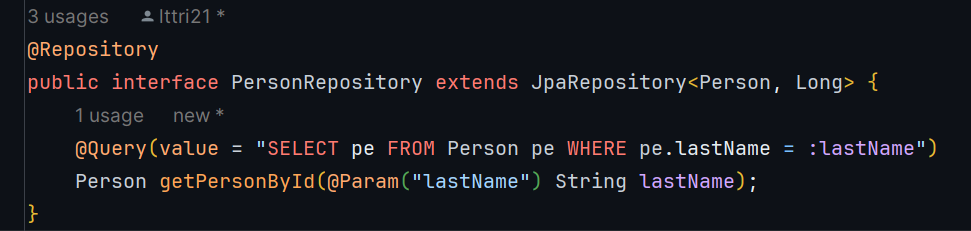 3 usages lttri21 *
@Repository
public interface PersonRepository extends JpaRepository<Person, Long> {
1 usage new *
@Query(value = "SELECT pe FROM Person pe WHERE pe.lastName = :lastName")
Person getPersonById(@Param("lastName") String lastName);
}